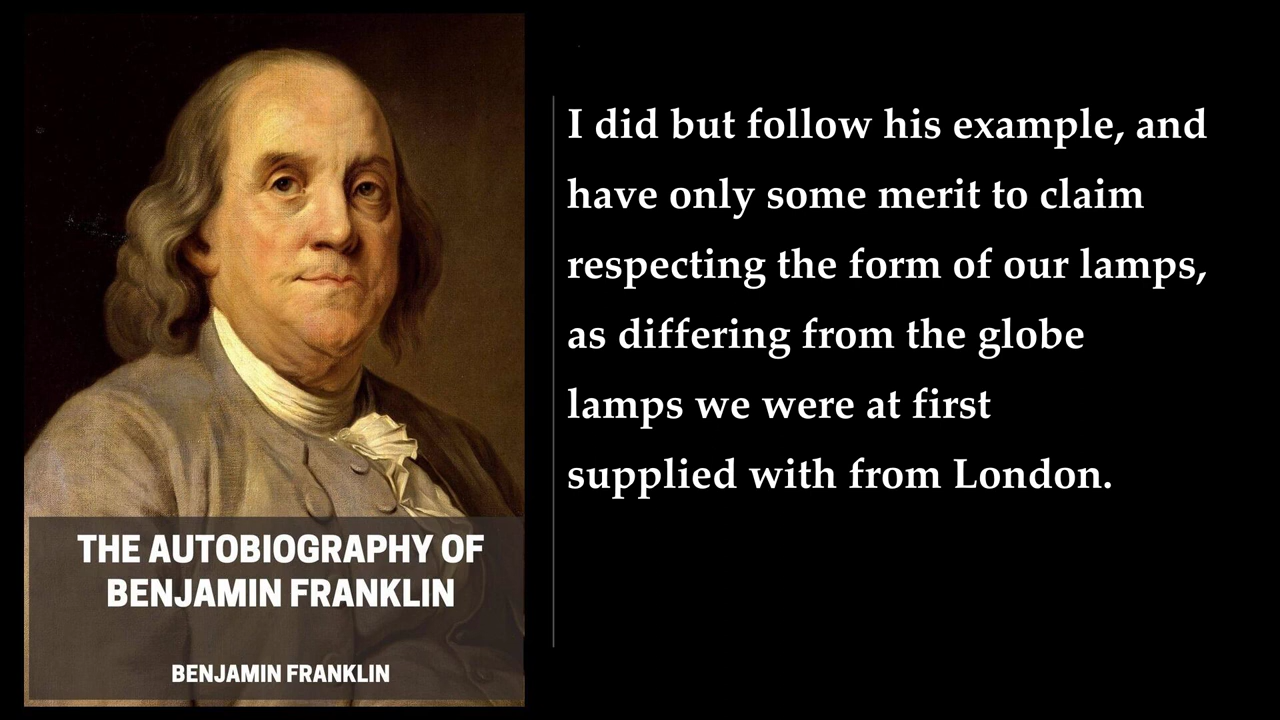 THE AUTOBIOGRAPHY OF
BENJAMIN FRANKLIN
BENJAMIN FRANKLIN
I did but follow his example, and
have only some merit to claim
respecting the form of our lamps,
as differing from the globe
lamps we were at first
supplied with from London.